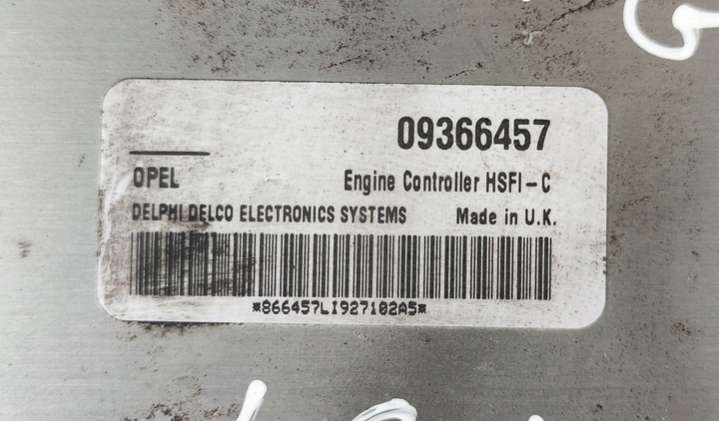 09366457
OPEL Engine Controller HSFI-C
DELPHI DELCO ELECTRONICS SYSTEMS Made in U.K.
*866457LI927102A5*